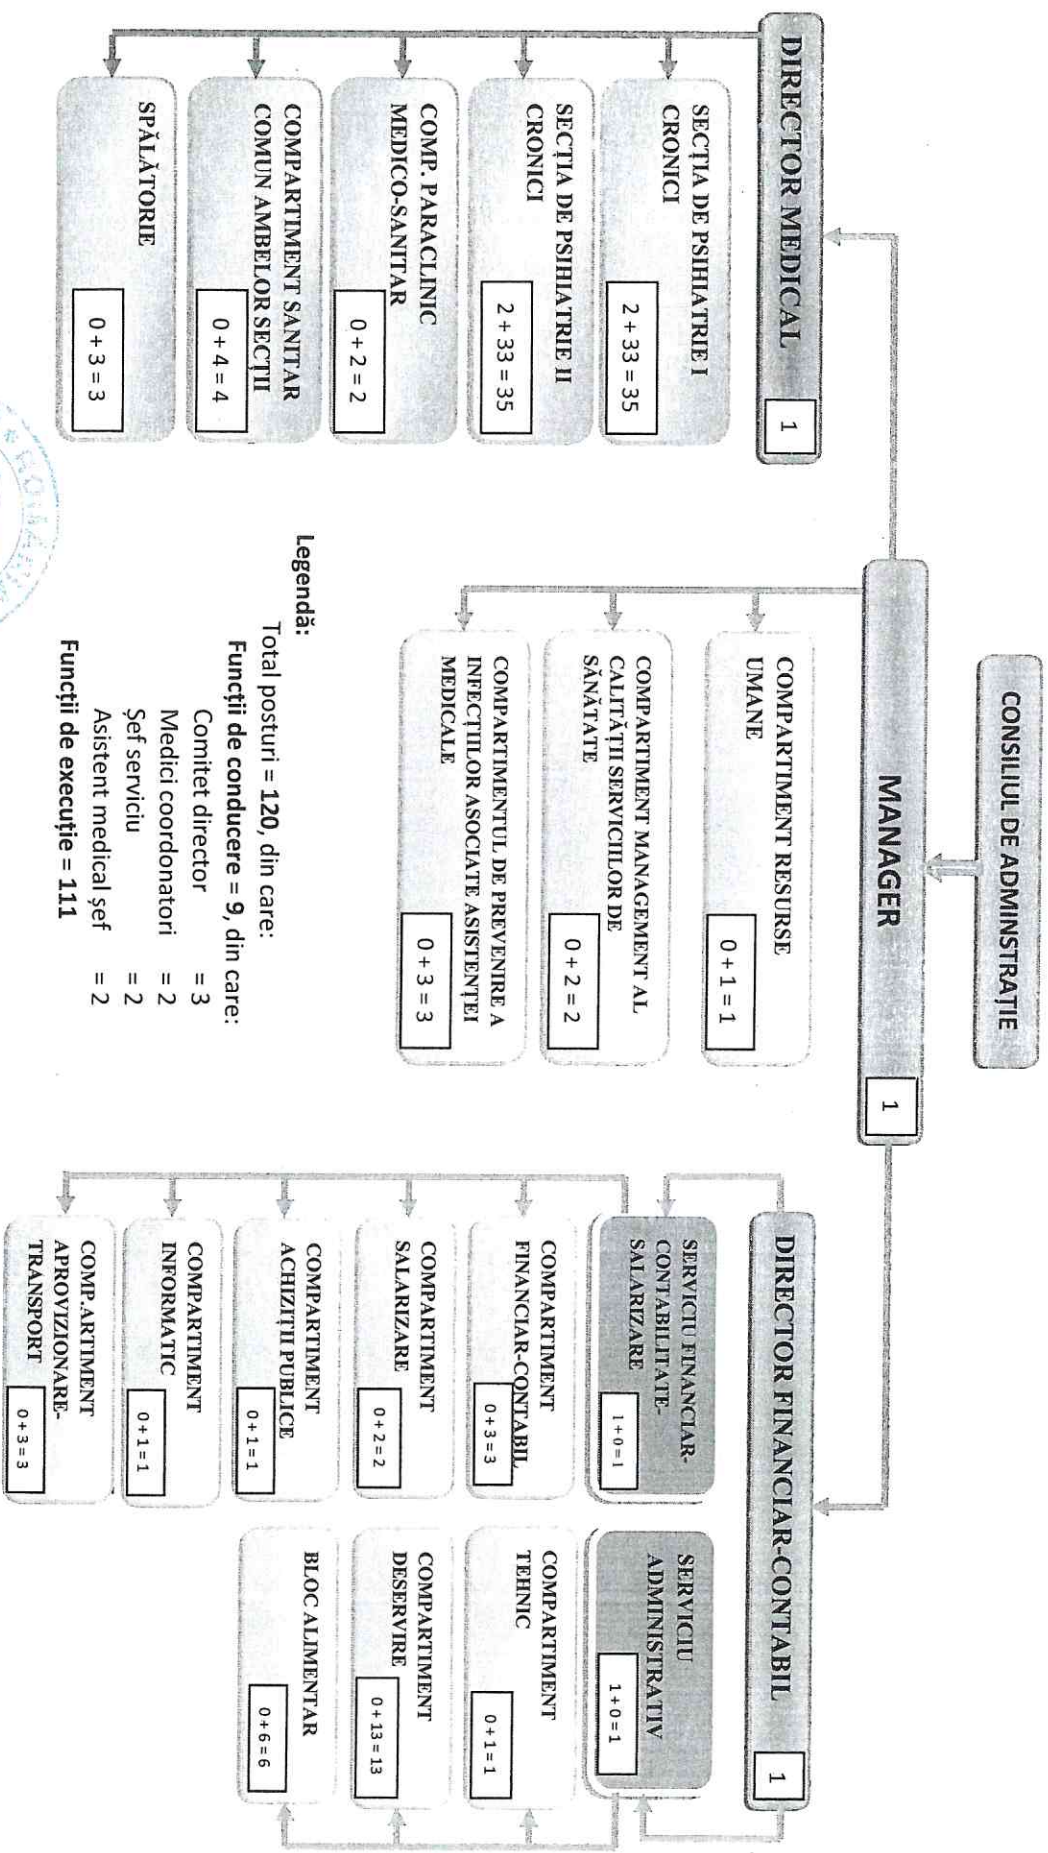 CONSILIUL DE ADMINSTRAȚIE
MANAGER
1
DIRECTOR MEDICAL
1
SECȚIA DE PSIHIATRIE I
CRONICI
2 + 33 = 35
SECȚIA DE PSIHIATRIE II
CRONICI
2 + 33 = 35
COMP. PARACLINIC
MEDICO-SANITAR
0 + 2 = 2
COMPARTIMENT SANITAR
COMUN AMBELOR SECȚII
0 + 4 = 4
SPĂLĂTORIE
0 + 3 = 3
COMPARTIMENT RESURSE
UMANE
0 + 1 = 1
COMPARTIMENT MANAGEMENT AL
CALITĂȚII SERVICIILOR DE
SĂNĂTATE
0 + 2 = 2
COMPARTIMENTUL DE PREVENIRE A
INFECȚIILOR ASOCIATE ASISTENȚEI
MEDICALE
0 + 3 = 3
DIRECTOR FINANCIAR-CONTABIL
1
SERVICIU FINANCIAR-
CONTABILITATE-
SALARIZARE
1 + 0 = 1
COMPARTIMENT
FINANCIAR-CONTABIL
0 + 3 = 3
COMPARTIMENT
SALARIZARE
0 + 2 = 2
COMPARTIMENT
ACHIZIȚII PUBLICE
0 + 1 = 1
COMPARTIMENT
INFORMATIC
0 + 1 = 1
COMP.ARTIMENT
APROVIZIONARE-
TRANSPORT
0 + 3 = 3
SERVICIU
ADMINISTRATIV
1 + 0 = 1
COMPARTIMENT
TEHNIC
0 + 1 = 1
COMPARTIMENT
DESERVIRE
0 + 13 = 13
BLOC ALIMENTAR
0 + 6 = 6
Legendă:
Total posturi = 120, din care:
Funcții de conducere = 9, din care:
Comitet director = 3
Medici coordonatori = 2
Șef serviciu = 2
Asistent medical șef = 2
Funcții de execuție = 111